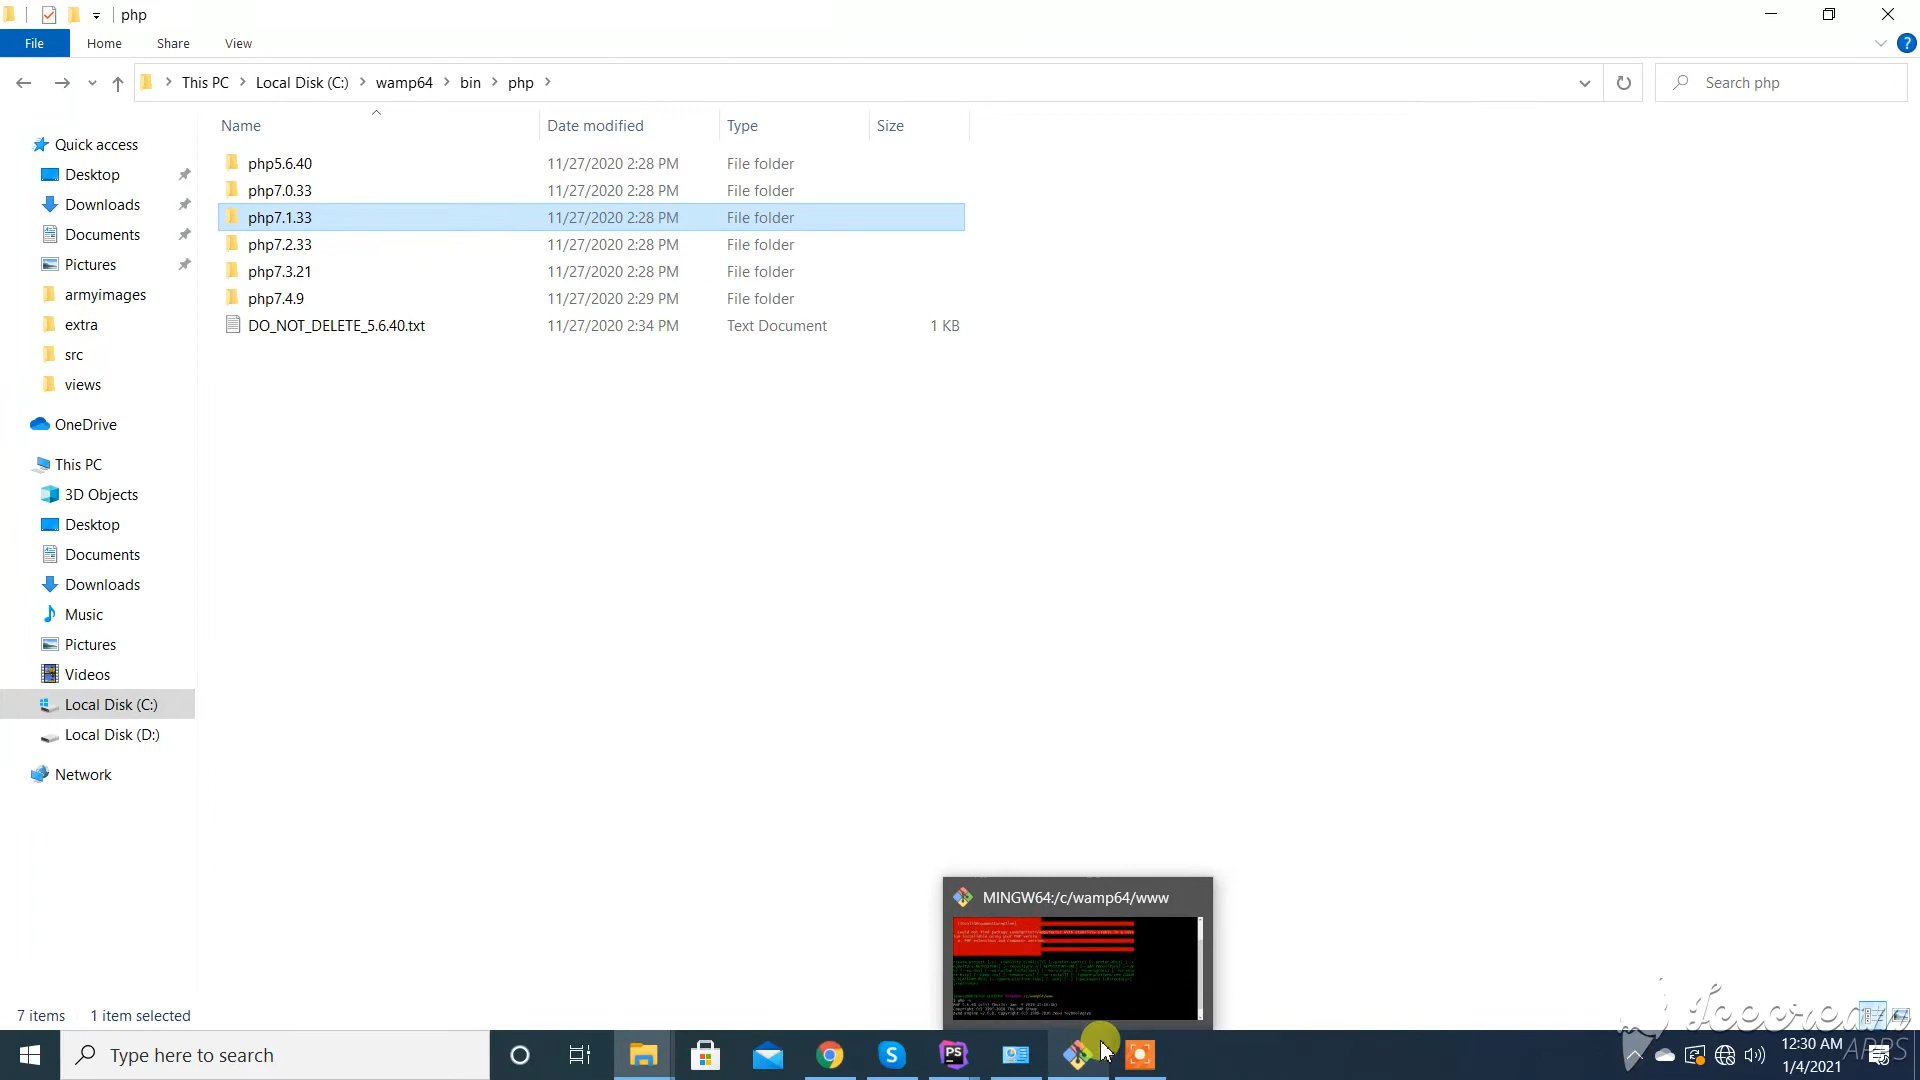 php
File Home Share View
This PC Local Disk (C:) wamp64 bin php
Search php
Name Date modified Type Size
php5.6.40 11/27/2020 2:28 PM File folder
php7.0.33 11/27/2020 2:28 PM File folder
php7.1.33 11/27/2020 2:28 PM File folder
php7.2.33 11/27/2020 2:28 PM File folder
php7.3.21 11/27/2020 2:28 PM File folder
php7.4.9 11/27/2020 2:29 PM File folder
DO_NOT_DELETE_5.6.40.txt 11/27/2020 2:34 PM Text Document 1 KB
Quick access
Desktop
Downloads
Documents
Pictures
armyimages
extra
src
views
OneDrive
This PC
3D Objects
Desktop
Documents
Downloads
Music
Pictures
Videos
Local Disk (C:)
Local Disk (D:)
Network
MINGW64:/c/wamp64/www
7 items 1 item selected
Icecream
APPS
Type here to search
PS
12:30 AM
1/4/2021